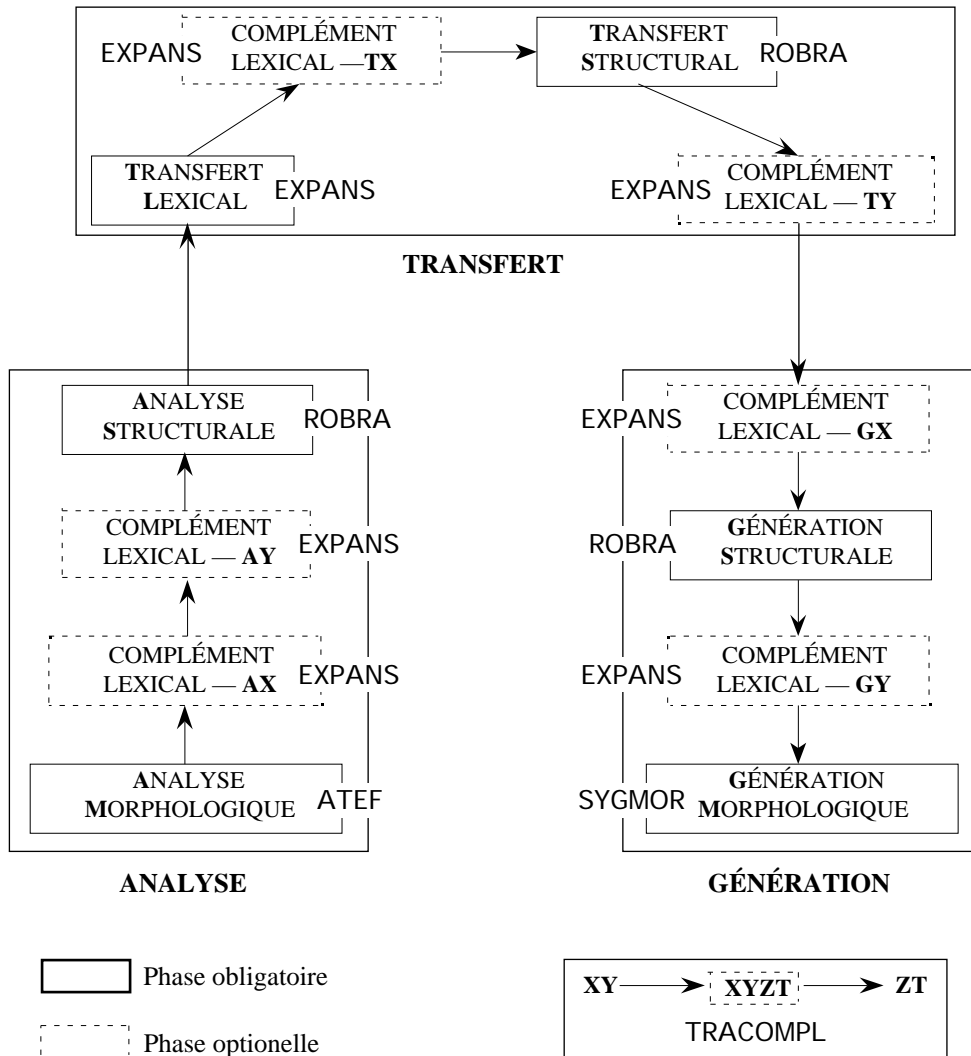 EXPANS
COMPLÉMENT
LEXICAL —TX
TRANSFERT
STRUCTURAL
ROBRA
TRANSFERT
LEXICAL
EXPANS
EXPANS
COMPLÉMENT
LEXICAL — TY
TRANSFERT
ANALYSE
STRUCTURALE
ROBRA
COMPLÉMENT
LEXICAL — AY
EXPANS
COMPLÉMENT
LEXICAL — AX
EXPANS
ANALYSE
MORPHOLOGIQUE
ATEF
ANALYSE
EXPANS
COMPLÉMENT
LEXICAL — GX
ROBRA
GÉNÉRATION
STRUCTURALE
EXPANS
COMPLÉMENT
LEXICAL — GY
SYGMOR
GÉNÉRATION
MORPHOLOGIQUE
GÉNÉRATION
Phase obligatoire
Phase optionelle
XY XYZT ZT
TRACOMPL